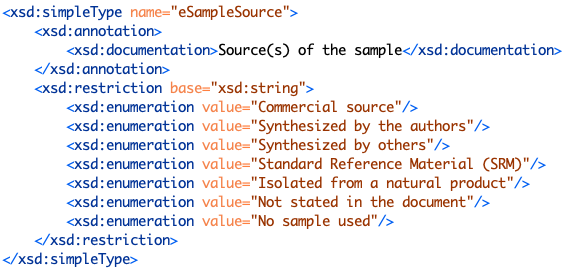 <xsd:simpleType name="eSampleSource">
    <xsd:annotation>
        <xsd:documentation>Source(s) of the sample</xsd:documentation>
    </xsd:annotation>
    <xsd:restriction base="xsd:string">
        <xsd:enumeration value="Commercial source"/>
        <xsd:enumeration value="Synthesized by the authors"/>
        <xsd:enumeration value="Synthesized by others"/>
        <xsd:enumeration value="Standard Reference Material (SRM)"/>
        <xsd:enumeration value="Isolated from a natural product"/>
        <xsd:enumeration value="Not stated in the document"/>
        <xsd:enumeration value="No sample used"/>
    </xsd:restriction>
</xsd:simpleType>